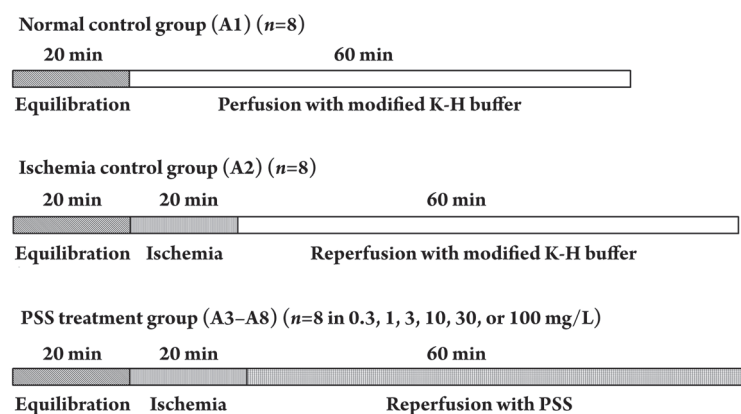 Normal control group (A1) (n=8)
20 min 60 min
Equilibration Perfusion with modified K-H buffer
Ischemia control group (A2) (n=8)
20 min 20 min 60 min
Equilibration Ischemia Reperfusion with modified K-H buffer
PSS treatment group (A3–A8) (n=8 in 0.3, 1, 3, 10, 30, or 100 mg/L)
20 min 20 min 60 min
Equilibration Ischemia Reperfusion with PSS